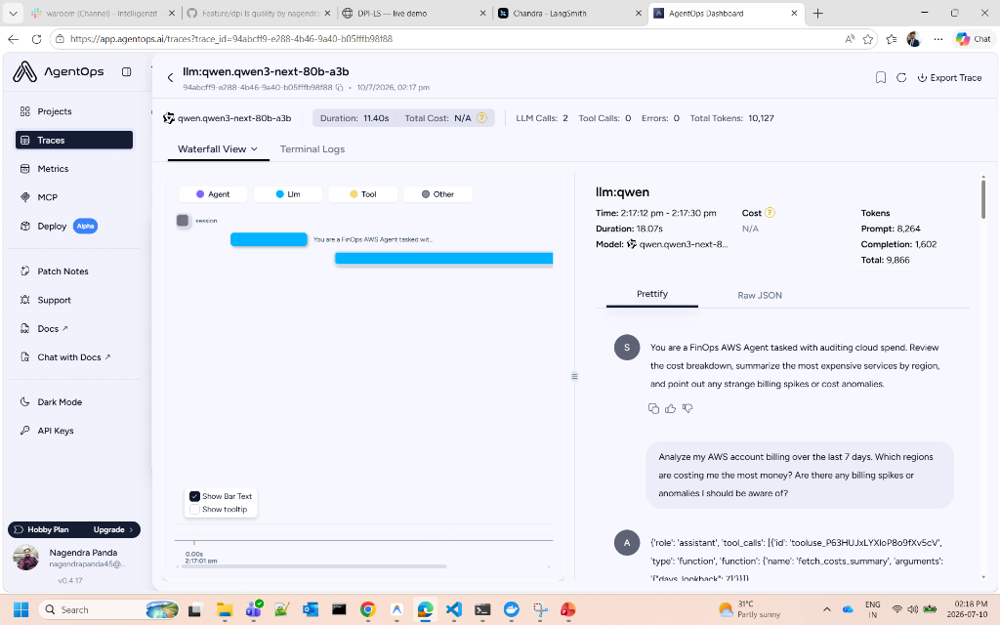 waroom (Channel) - Intelligenzit
Feature/dpi ls quality by nagendra
DPI-LS — live demo
Chandra - LangSmith
AgentOps Dashboard
https://app.agentops.ai/traces?trace_id=94abcff9-e288-4b46-9a40-b05fffb98f88
Chat
AgentOps
Projects
Traces
Metrics
MCP
Deploy Alpha
Patch Notes
Support
Docs ↗
Chat with Docs ↗
Dark Mode
API Keys
Hobby Plan Upgrade
Nagendra Panda
nagendrapanda45@...
v0.4.17
llm:qwen.qwen3-next-80b-a3b
94abcff9-e288-4b46-9a40-b05fffb98f88 • 10/7/2026, 02:17 pm
Export Trace
qwen.qwen3-next-80b-a3b Duration: 11.40s Total Cost: N/A ? LLM Calls: 2 Tool Calls: 0 Errors: 0 Total Tokens: 10,127
Waterfall View Terminal Logs
Agent Llm Tool Other
session
You are a FinOps AWS Agent tasked wit...
Show Bar Text
Show tooltip
0.00s
2:17:01 pm
llm:qwen
Time: 2:17:12 pm - 2:17:30 pm
Duration: 18.07s
Model: qwen.qwen3-next-8...
Cost ?
N/A
Tokens
Prompt: 8,264
Completion: 1,602
Total: 9,866
Prettify Raw JSON
S
You are a FinOps AWS Agent tasked with auditing cloud spend. Review
the cost breakdown, summarize the most expensive services by region,
and point out any strange billing spikes or cost anomalies.
Analyze my AWS account billing over the last 7 days. Which regions
are costing me the most money? Are there any billing spikes or
anomalies I should be aware of?
A
{'role': 'assistant', 'tool_calls': [{'id': 'tooluse_P63HUJxLYXloP8o9fXv5cV',
'type': 'function', 'function': {'name': 'fetch_costs_summary', 'arguments':
'{"days_lookback": 7}'}}]}
Search
31°C
Partly sunny
ENG
IN
02:18 PM
2026-07-10